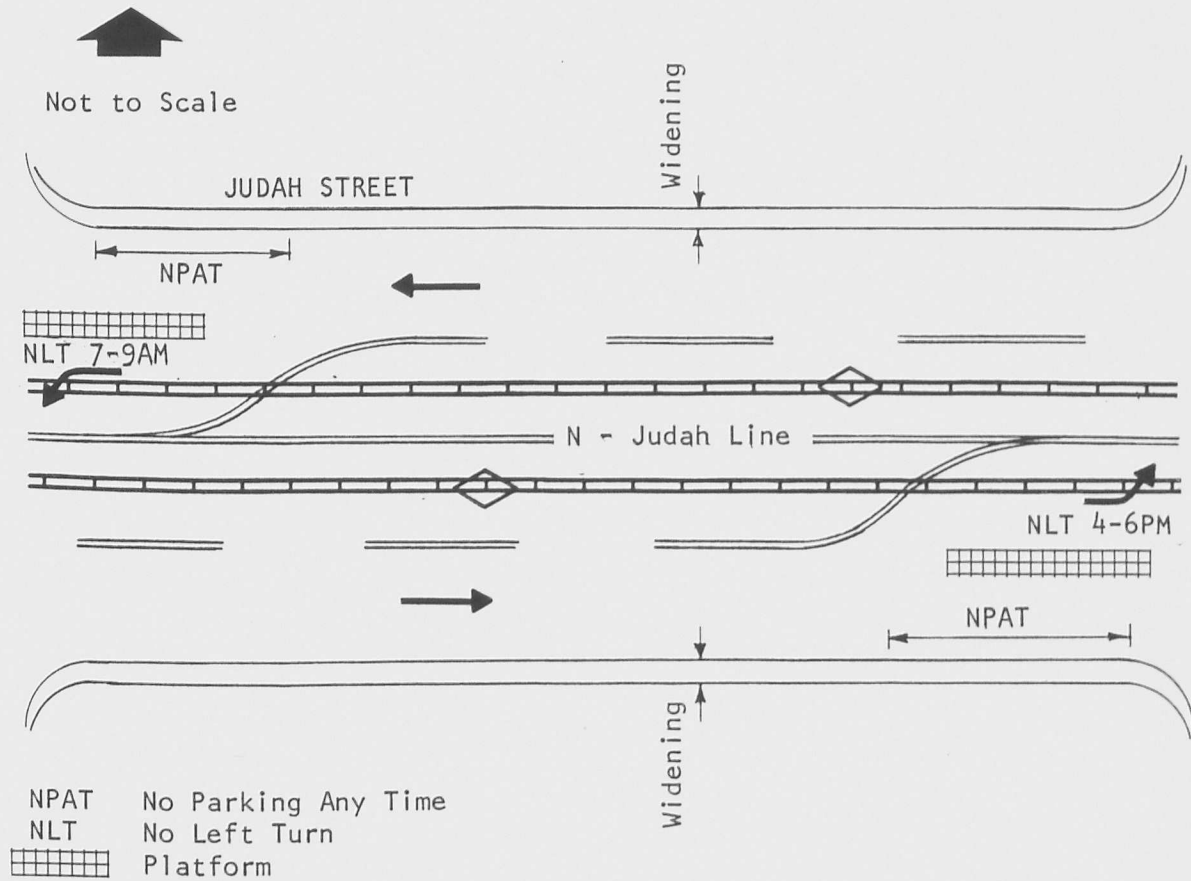 Not to Scale
Widening
JUDAH STREET
NPAT
NLT 7-9AM
N - Judah Line
NLT 4-6PM
NPAT
Widening
NPAT No Parking Any Time
NLT No Left Turn
Platform